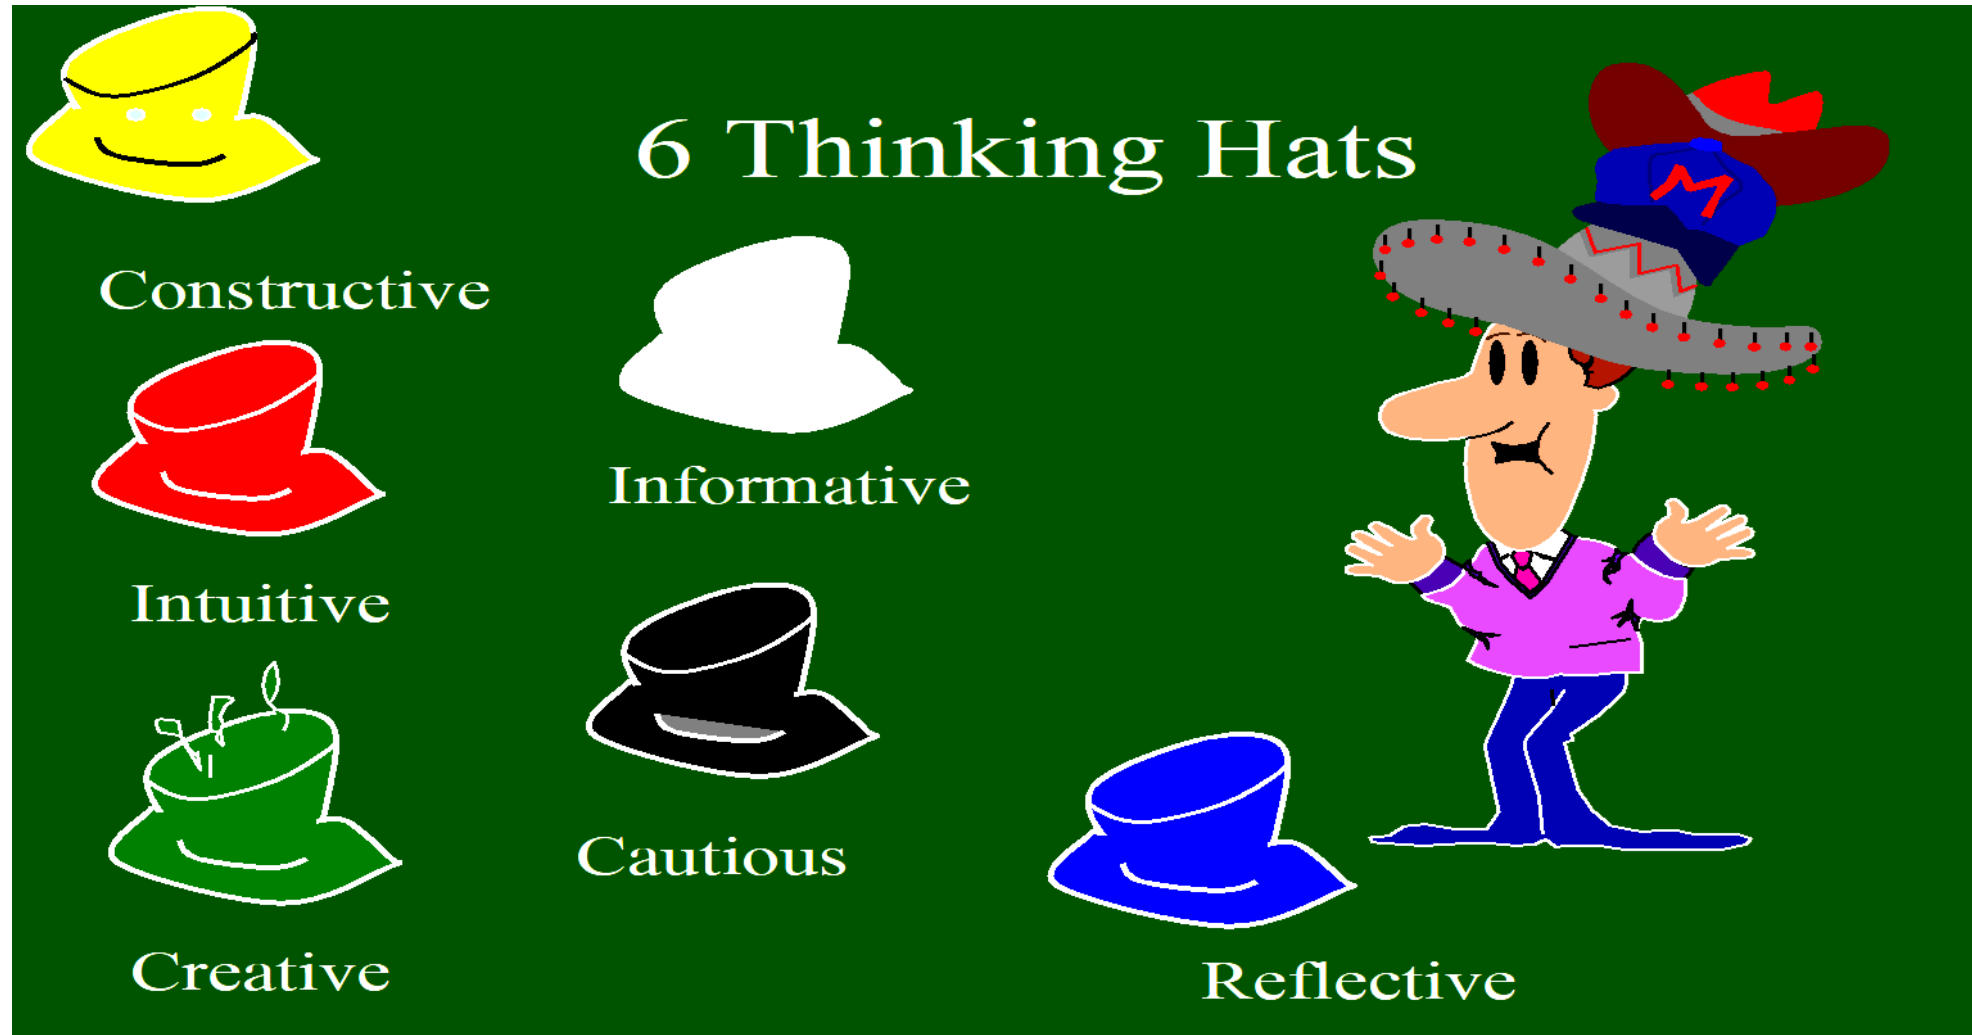 6 Thinking Hats
M
Constructive
Informative
Intuitive
Cautious
Creative
Reflective